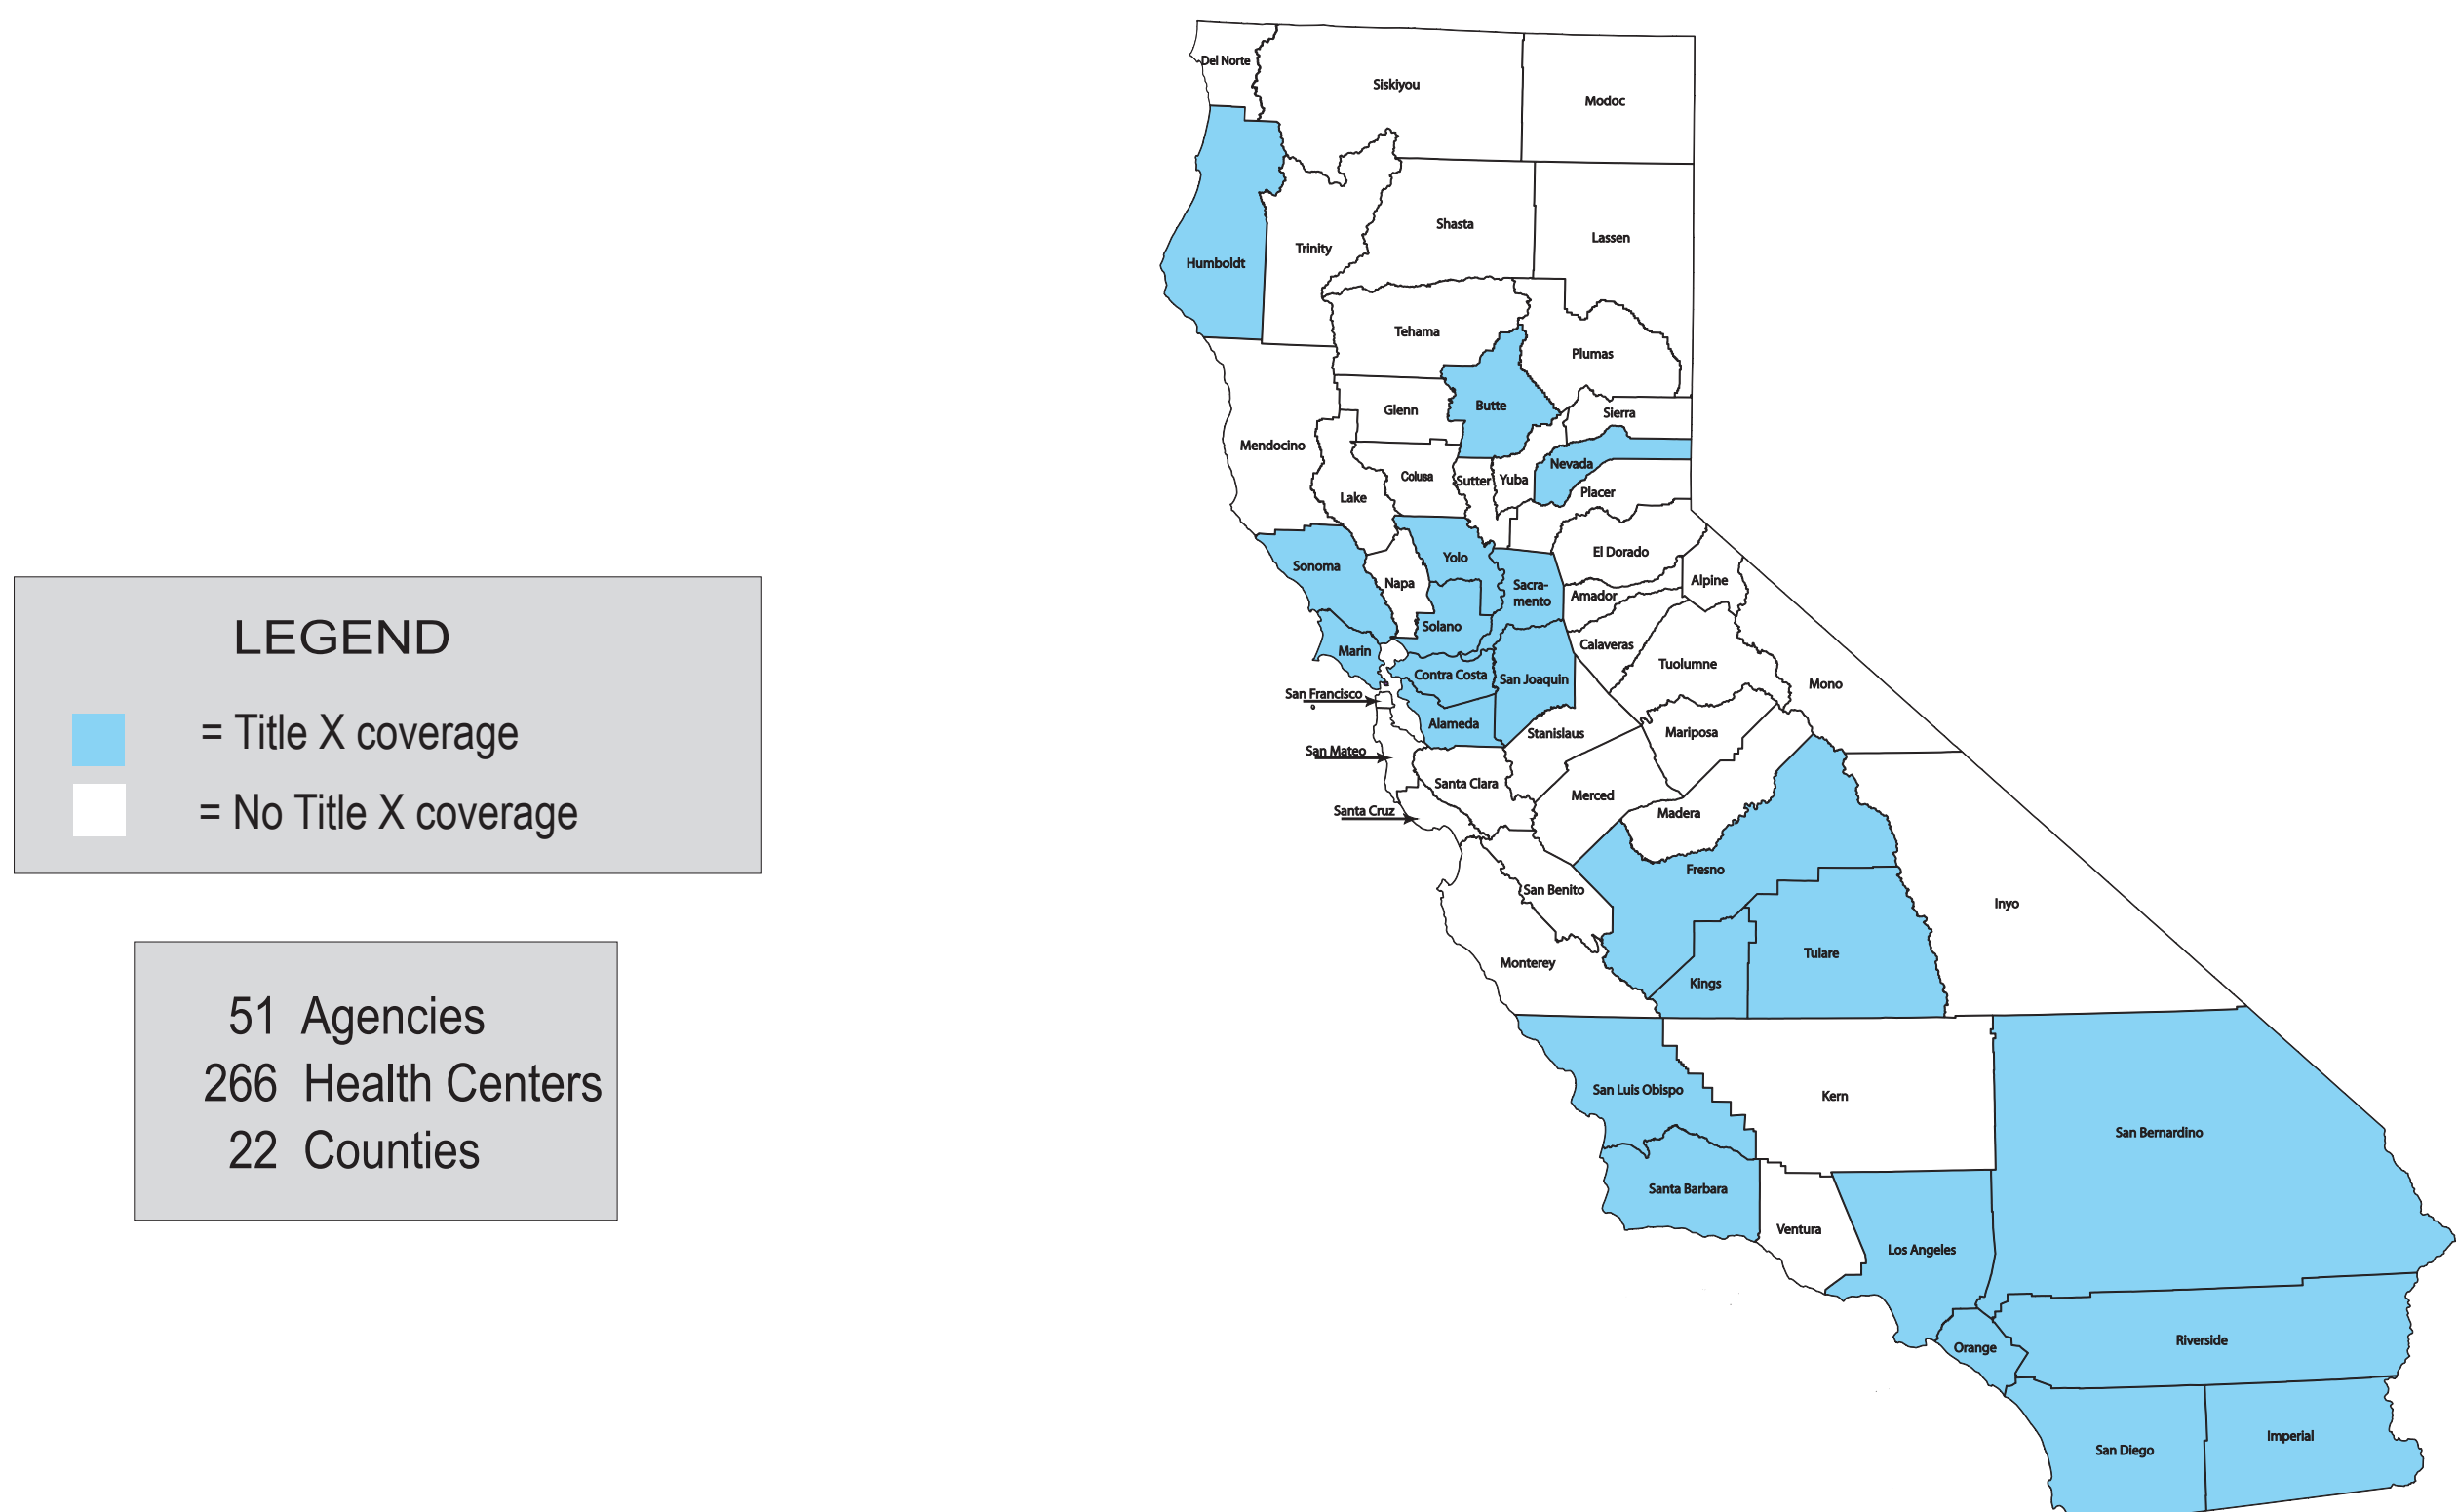 LEGEND
= Title X coverage
= No Title X coverage
51 Agencies
266 Health Centers
22 Counties
Del Norte
Siskiyou
Modoc
Humboldt
Trinity
Shasta
Lassen
Tehama
Plumas
Mendocino
Glenn
Butte
Sierra
Lake
Colusa
Sutter
Yuba
Nevada
Placer
Sonoma
Napa
Yolo
Sacra-
mento
El Dorado
Alpine
Amador
Marin
Solano
Calaveras
Tuolumne
Mono
San Francisco
Contra Costa
San Joaquin
Alameda
Stanislaus
Mariposa
San Mateo
Santa Clara
Merced
Madera
Santa Cruz
San Benito
Fresno
Inyo
Monterey
Kings
Tulare
San Luis Obispo
Kern
San Bernardino
Santa Barbara
Ventura
Los Angeles
Orange
Riverside
San Diego
Imperial